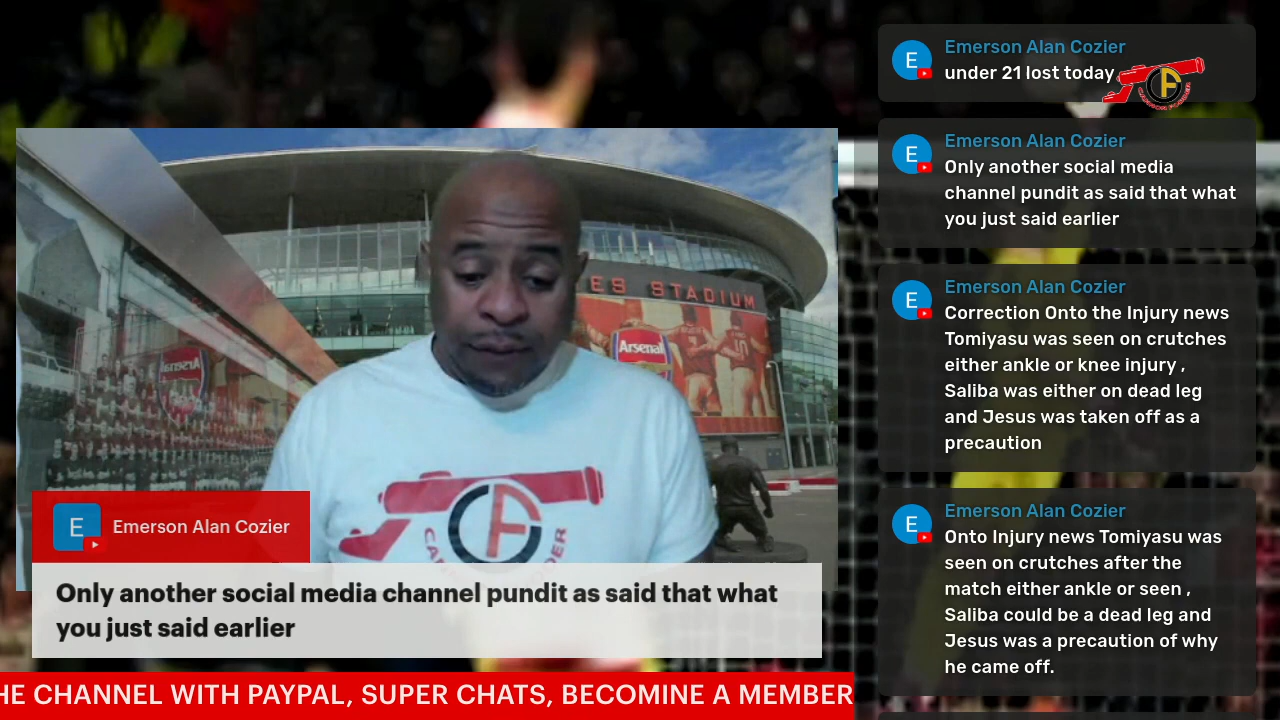 Emerson Alan Cozier
under 21 lost today
Emerson Alan Cozier
Only another social media
channel pundit as said that what
you just said earlier
Emerson Alan Cozier
Correction Onto the Injury news
Tomiyasu was seen on crutches
either ankle or knee injury ,
Saliba was either on dead leg
and Jesus was taken off as a
precaution
Emerson Alan Cozier
Onto Injury news Tomiyasu was
seen on crutches after the
match either ankle or seen ,
Saliba could be a dead leg and
Jesus was a precaution of why
he came off.
ES STADIUM
Arsenal
Emerson Alan Cozier
Only another social media channel pundit as said that what
you just said earlier
HE CHANNEL WITH PAYPAL, SUPER CHATS, BECOMINE A MEMBER